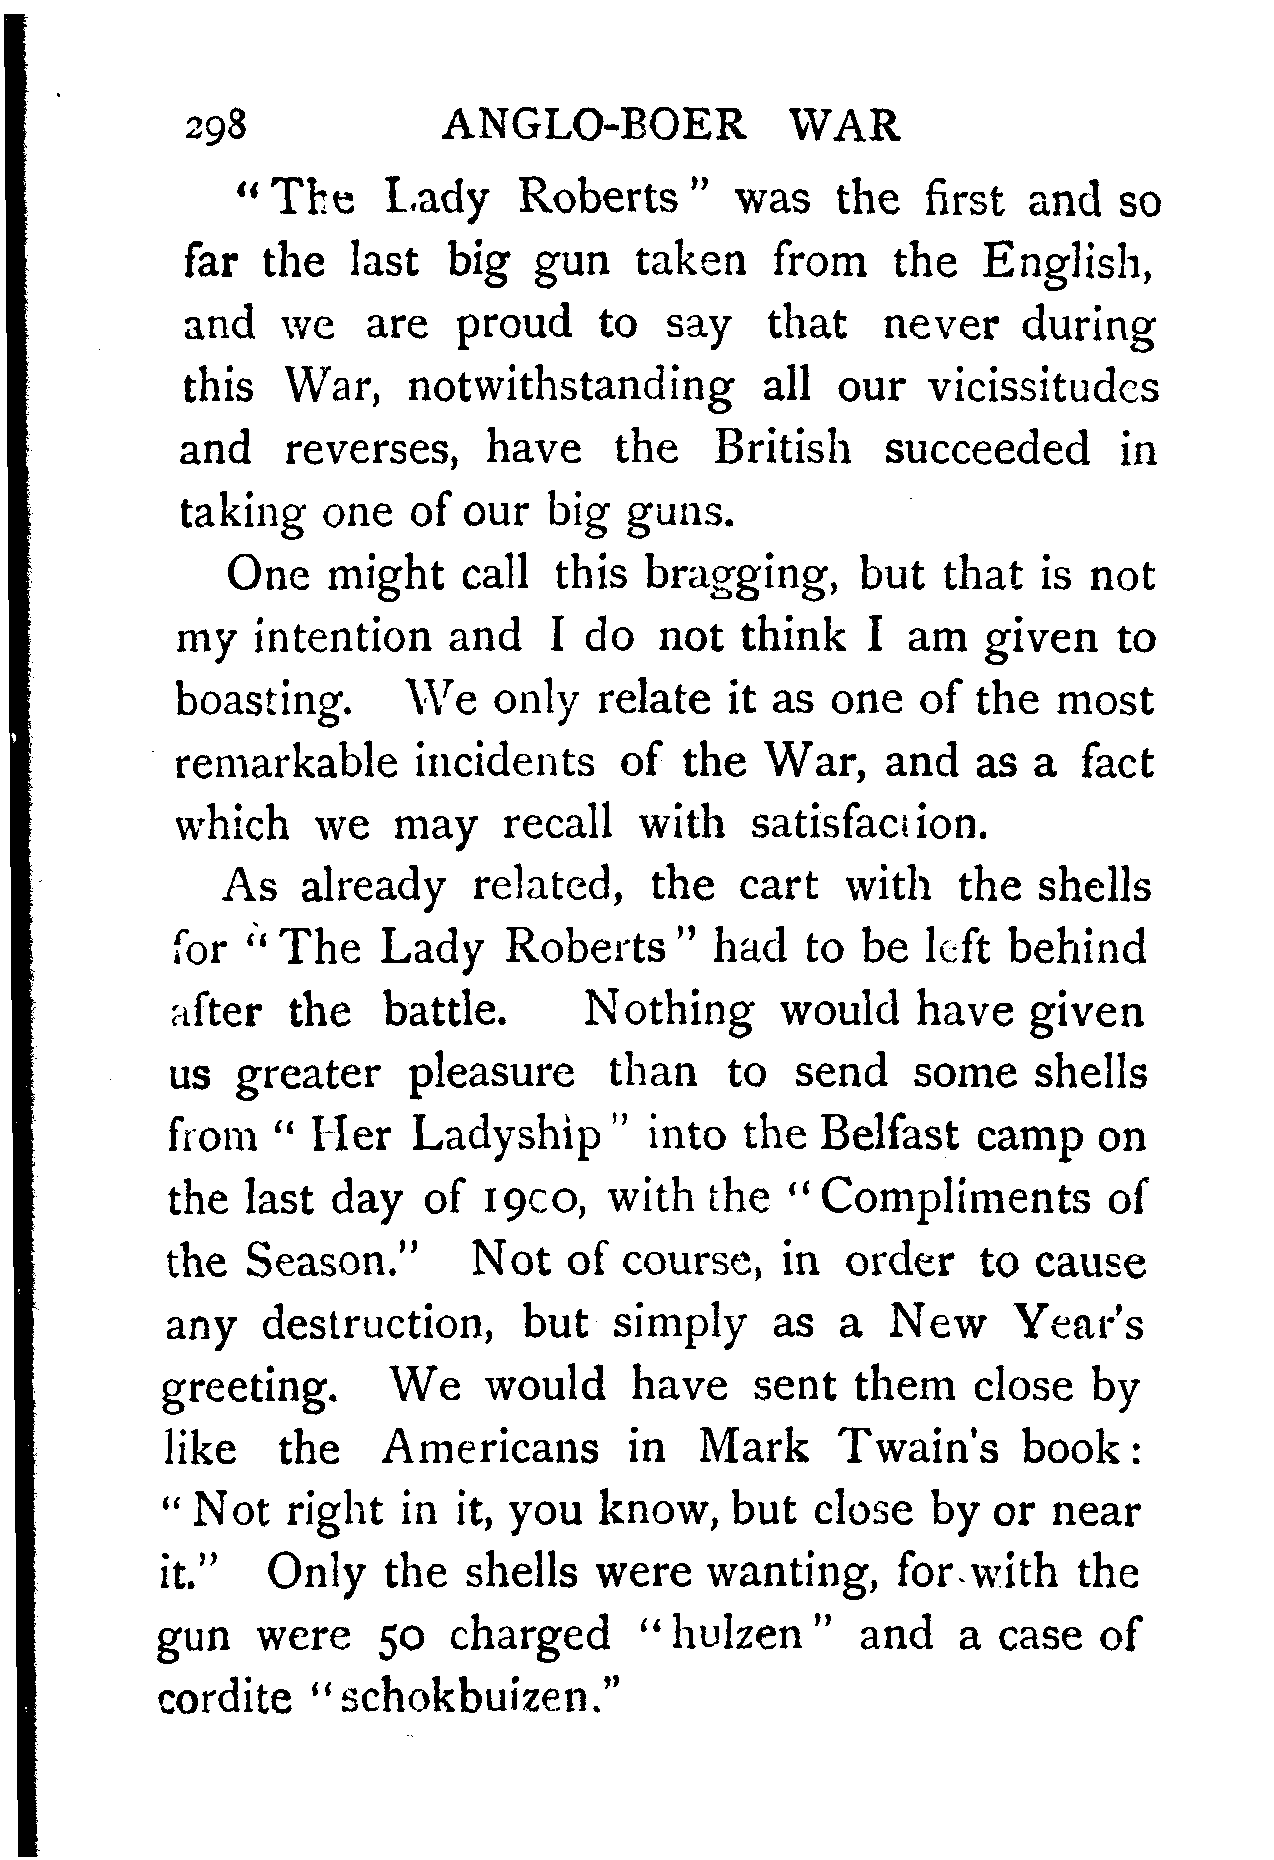 298 ANGLO-BOER WAR
"The Lady Roberts" was the first and so
far the last big gun taken from the English,
and we are proud to say that never during
this War, notwithstanding all our vicissitudes
and reverses, have the British succeeded in
taking one of our big guns.
One might call this bragging, but that is not
my intention and I do not think I am given to
boasting. We only relate it as one of the most
remarkable incidents of the War, and as a fact
which we may recall with satisfaction.
As already related, the cart with the shells
for "The Lady Roberts" had to be left behind
after the battle. Nothing would have given
us greater pleasure than to send some shells
from "Her Ladyship" into the Belfast camp on
the last day of 1900, with the "Compliments of
the Season." Not of course, in order to cause
any destruction, but simply as a New Year's
greeting. We would have sent them close by
like the Americans in Mark Twain's book:
"Not right in it, you know, but close by or near
it." Only the shells were wanting, for with the
gun were 50 charged "hulzen" and a case of
cordite "schokbuizen."